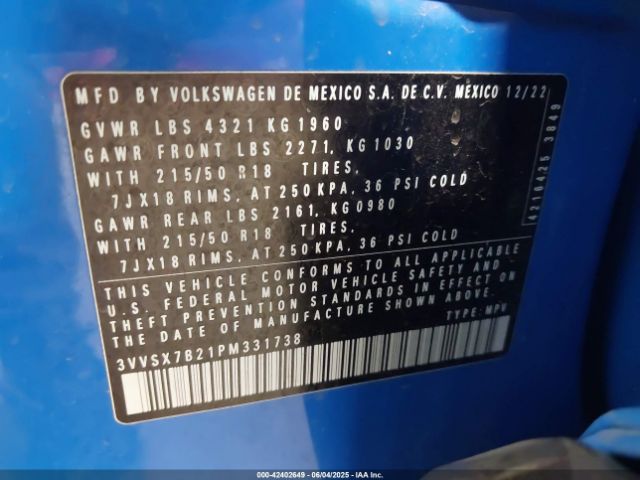 MFD BY VOLKSWAGEN DE MEXICO S.A. DE C.V. MEXICO 12/22
GVWR LBS 4321 KG 1960
GAWR FRONT LBS 2271, KG 1030
WITH 215/50 R18 TIRES,
7JX18 RIMS, AT 250 KPA, 36 PSI COLD
GAWR REAR LBS 2161, KG 0980
WITH 215/50 R18 TIRES.
7JX18 RIMS, AT 250 KPA, 36 PSI COLD
THIS VEHICLE CONFORMS TO ALL APPLICABLE
U.S. FEDERAL MOTOR VEHICLE SAFETY AND
THEFT PREVENTION STANDARDS IN EFFECT ON
THE DATE OF MANUFACTURE SHOWN ABOVE.
3VVSX7B21PM331738 TYPE: MPV
4210425 3849
000-42402649 - 06/04/2025 - IAAI Inc.